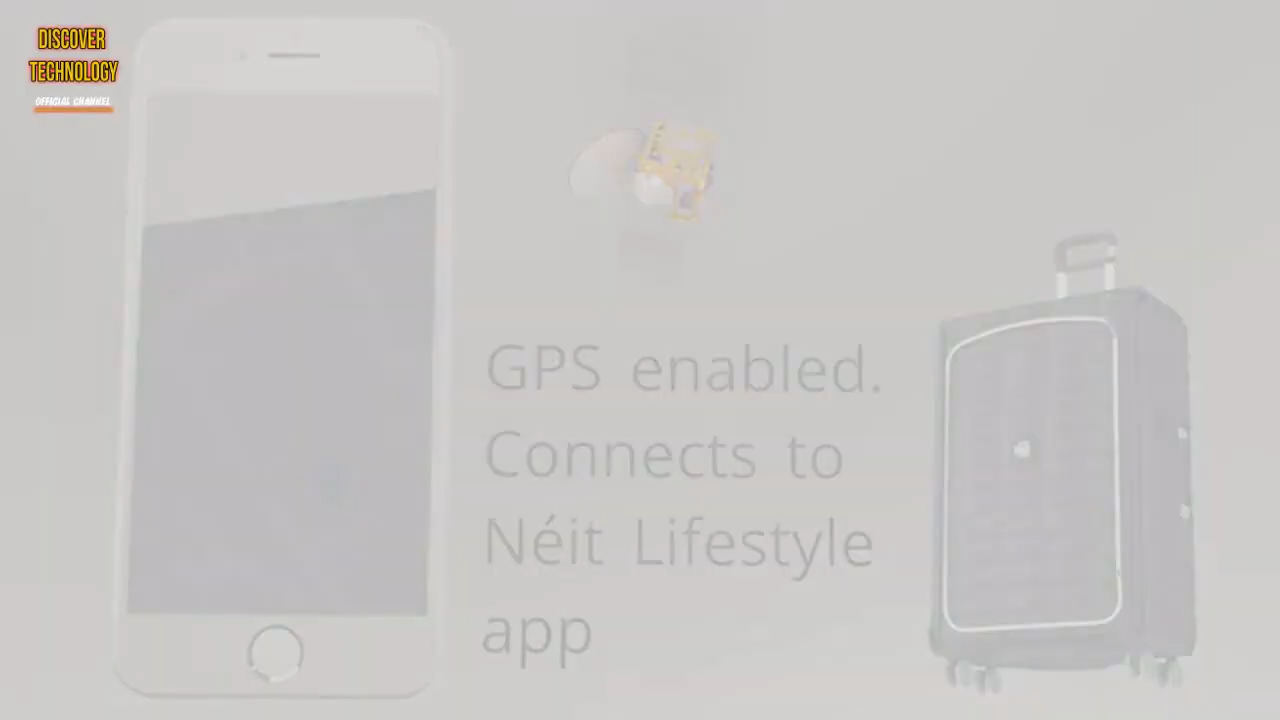 DISCOVER
TECHNOLOGY
OFFICIAL CHANNEL
GPS enabled.
Connects to
Néit Lifestyle
app